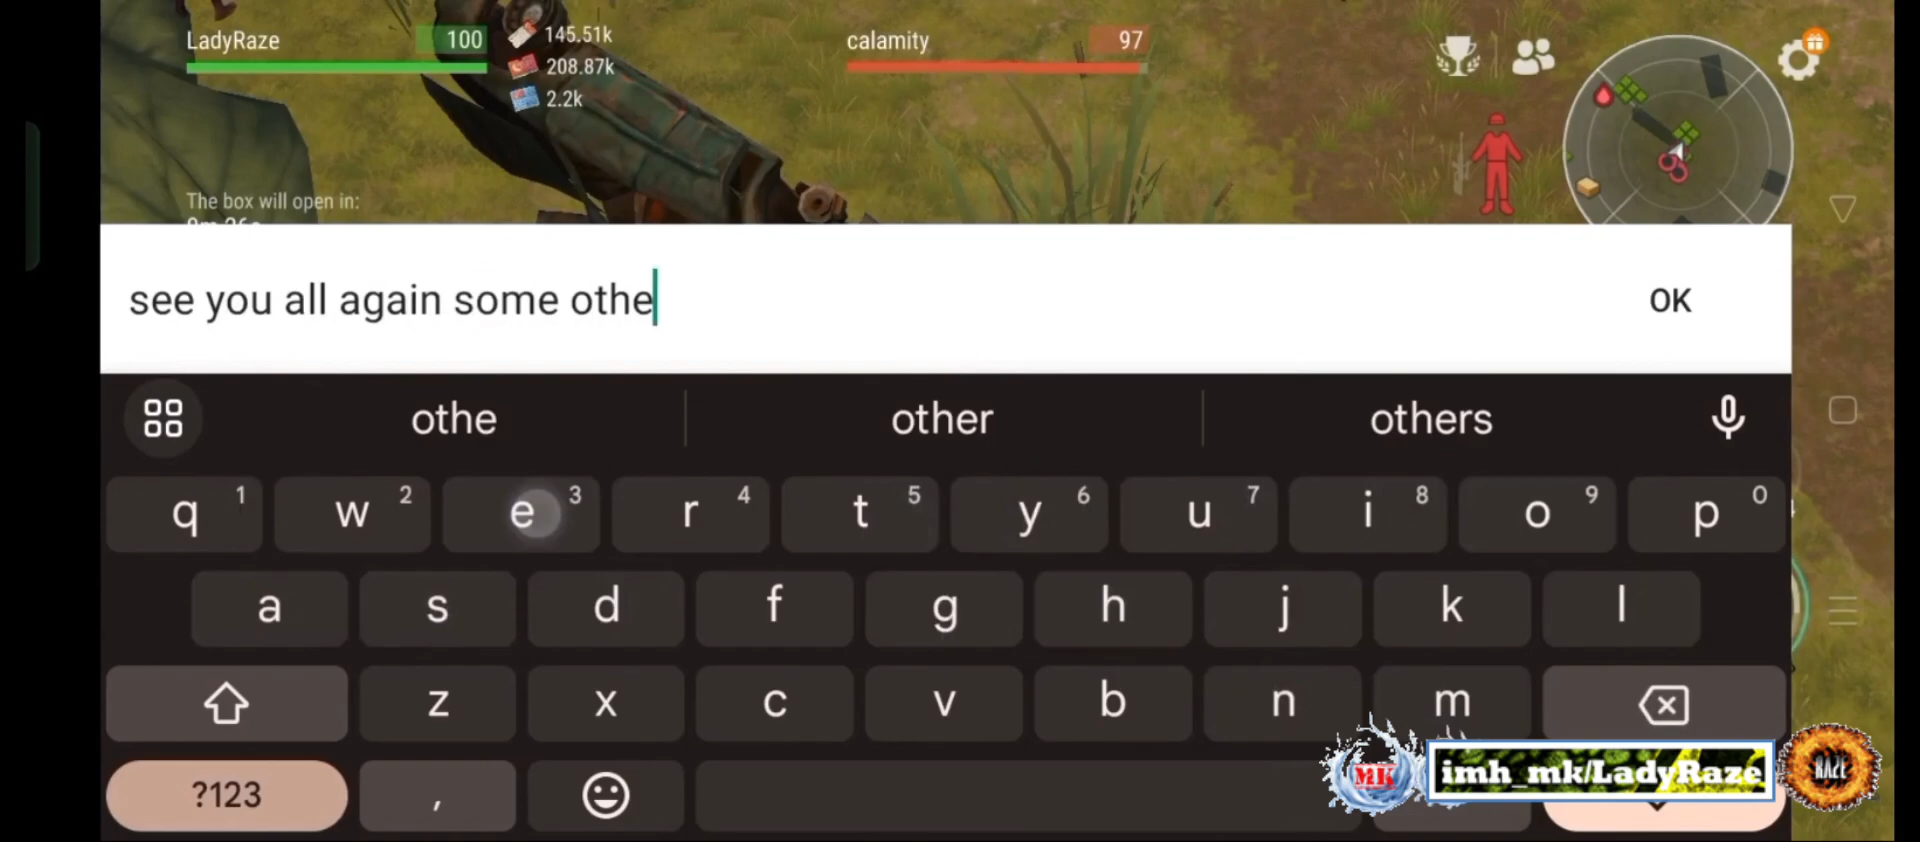 LadyRaze 100 145.51k calamity 97
208.87k
2.2k
The box will open in:
see you all again some othe OK
othe other others
q 1 w 2 e 3 r 4 t 5 y 6 u 7 i 8 o 9 p 0
a s d f g h j k l
z x c v b n m
MK imh_mk/LadyRaze RAZE
?123 ,